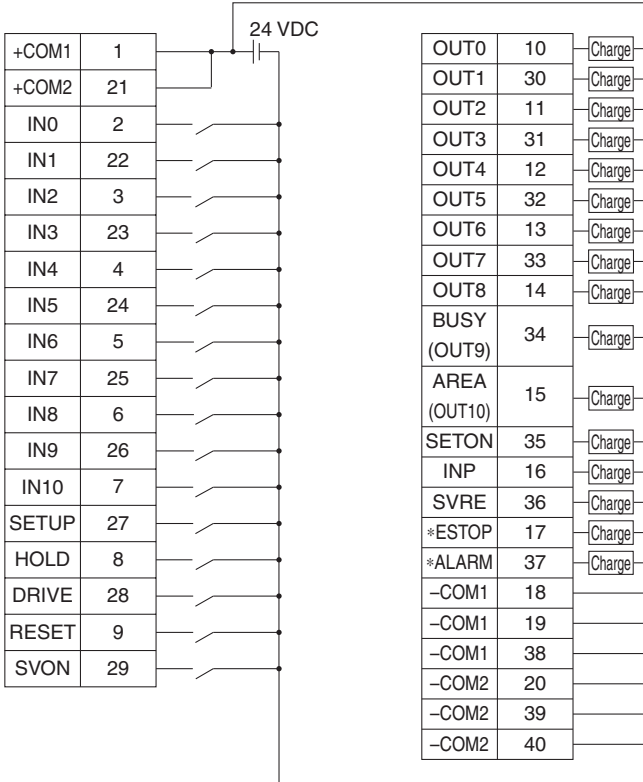 24 VDC
+COM1 1
+COM2 21
IN0 2
IN1 22
IN2 3
IN3 23
IN4 4
IN5 24
IN6 5
IN7 25
IN8 6
IN9 26
IN10 7
SETUP 27
HOLD 8
DRIVE 28
RESET 9
SVON 29
OUT0 10 Charge
OUT1 30 Charge
OUT2 11 Charge
OUT3 31 Charge
OUT4 12 Charge
OUT5 32 Charge
OUT6 13 Charge
OUT7 33 Charge
OUT8 14 Charge
BUSY
(OUT9) 34 Charge
AREA
(OUT10) 15 Charge
SETON 35 Charge
INP 16 Charge
SVRE 36 Charge
*ESTOP 17 Charge
*ALARM 37 Charge
–COM1 18
–COM1 19
–COM1 38
–COM2 20
–COM2 39
–COM2 40